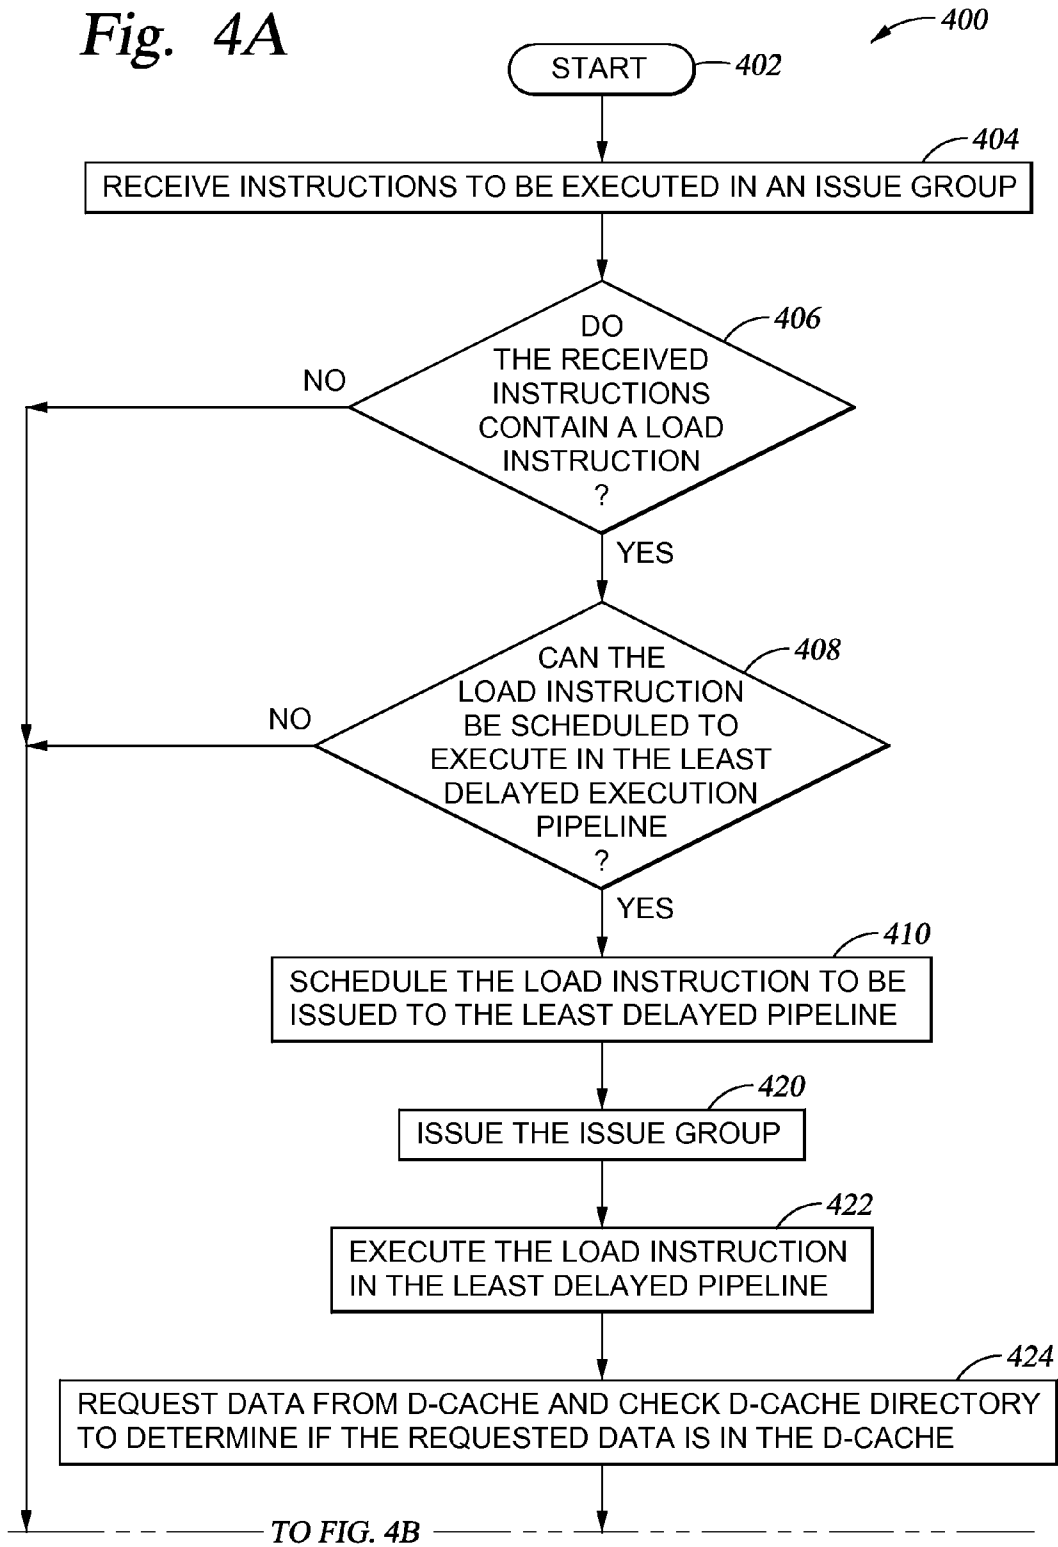 Fig. 4A
400
START
402
404
RECEIVE INSTRUCTIONS TO BE EXECUTED IN AN ISSUE GROUP
406
DO
THE RECEIVED
INSTRUCTIONS
CONTAIN A LOAD
INSTRUCTION
?
NO
YES
408
CAN THE
LOAD INSTRUCTION
BE SCHEDULED TO
EXECUTE IN THE LEAST
DELAYED EXECUTION
PIPELINE
?
NO
YES
410
SCHEDULE THE LOAD INSTRUCTION TO BE
ISSUED TO THE LEAST DELAYED PIPELINE
420
ISSUE THE ISSUE GROUP
422
EXECUTE THE LOAD INSTRUCTION
IN THE LEAST DELAYED PIPELINE
424
REQUEST DATA FROM D-CACHE AND CHECK D-CACHE DIRECTORY
TO DETERMINE IF THE REQUESTED DATA IS IN THE D-CACHE
TO FIG. 4B